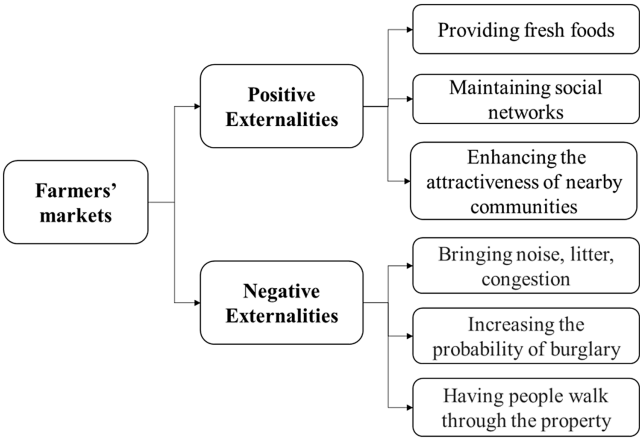 Farmers'
markets
Positive
Externalities
Providing fresh foods
Maintaining social
networks
Enhancing the
attractiveness of nearby
communities
Negative
Externalities
Bringing noise, litter,
congestion
Increasing the
probability of burglary
Having people walk
through the property